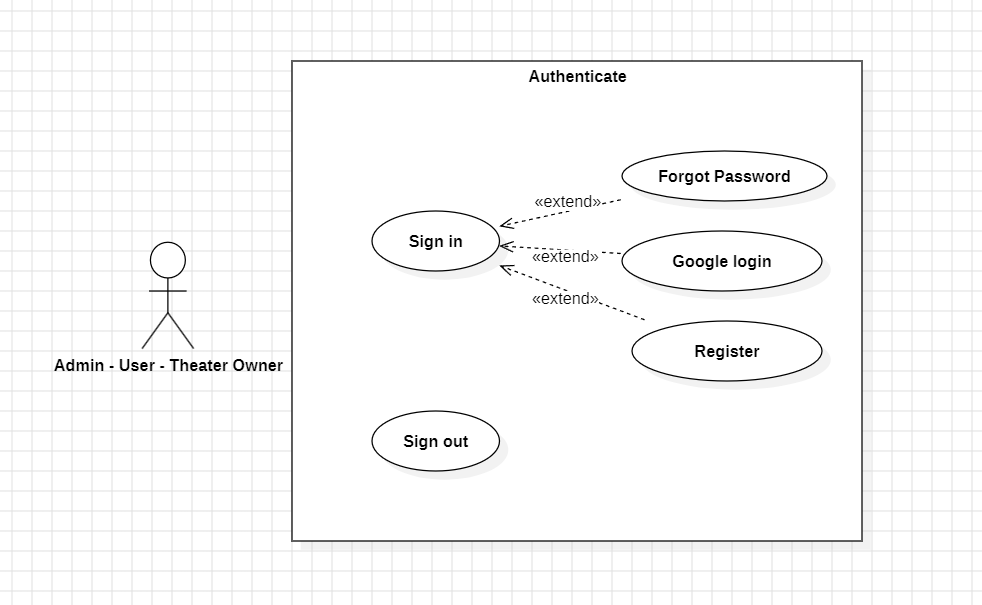 Authenticate
Forgot Password
«extend»
Sign in
«extend»
Google login
«extend»
Register
Admin - User - Theater Owner
Sign out